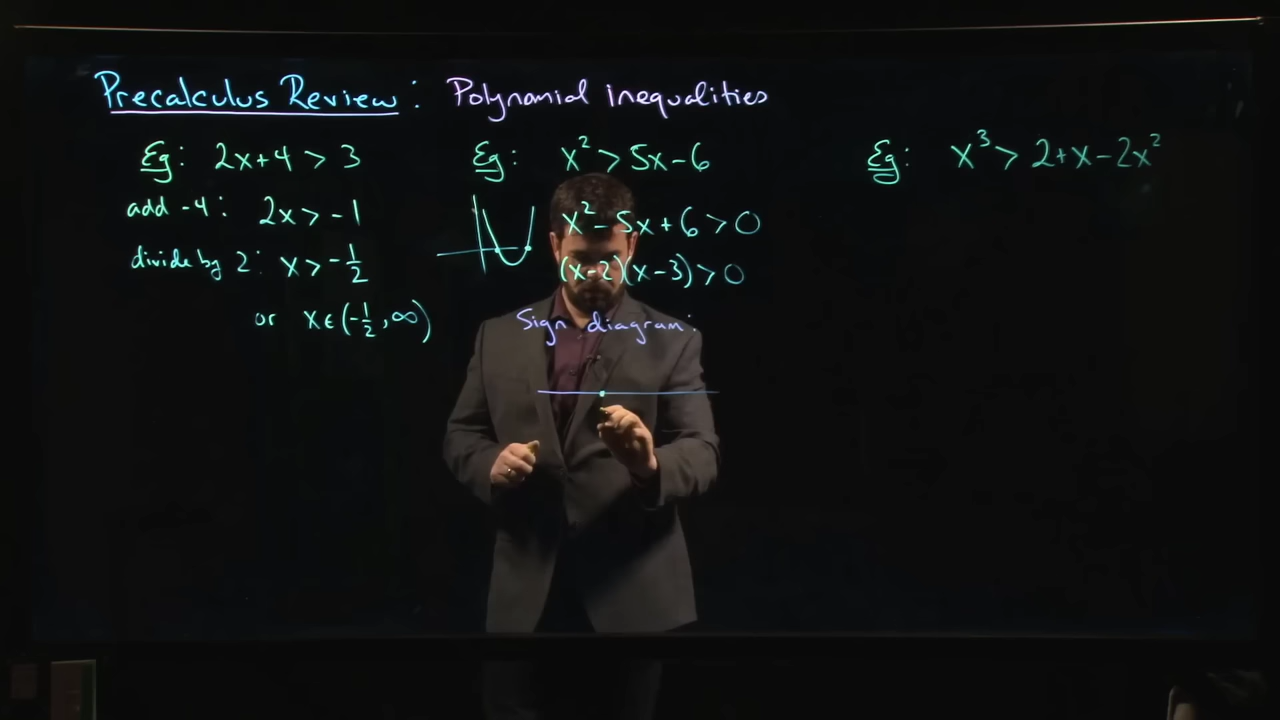 Precalculus Review: Polynomial inequalities
Eg: 2x+4 > 3
add -4: 2x > -1
divide by 2: x > -1/2
or x ∈ (-1/2, ∞)
Eg: x² > 5x-6
x² - 5x + 6 > 0
(x-2)(x-3) > 0
Sign diagram:
Eg: x³ > 2+x-2x²